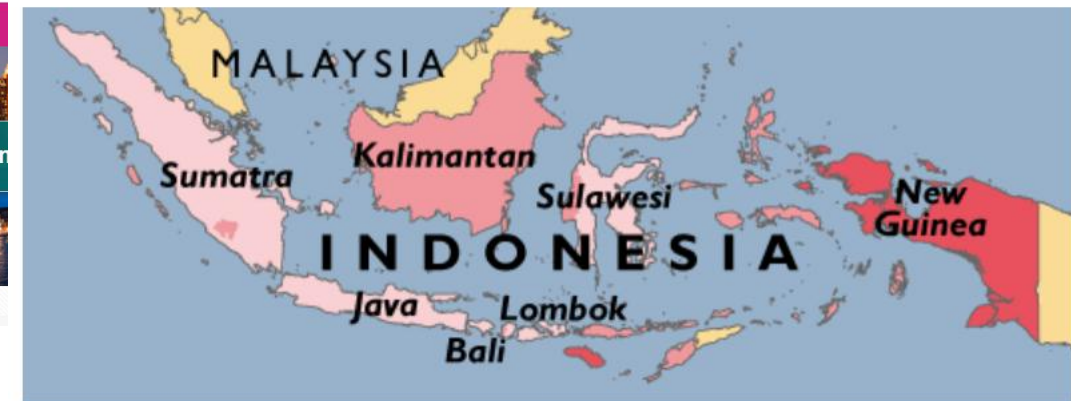 MALAYSIA
Kalimantan
Sumatra
Sulawesi
New
Guinea
INDONESIA
Java
Lombok
Bali